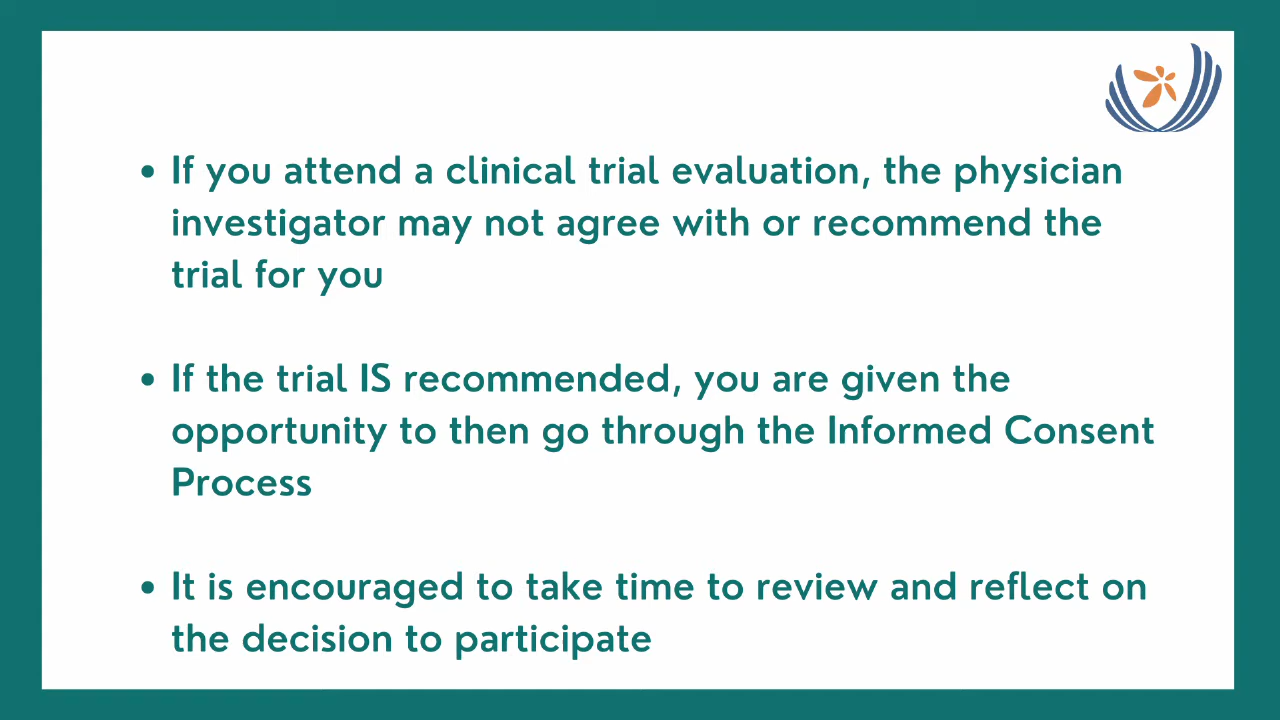 • If you attend a clinical trial evaluation, the physician
investigator may not agree with or recommend the
trial for you
• If the trial IS recommended, you are given the
opportunity to then go through the Informed Consent
Process
• It is encouraged to take time to review and reflect on
the decision to participate